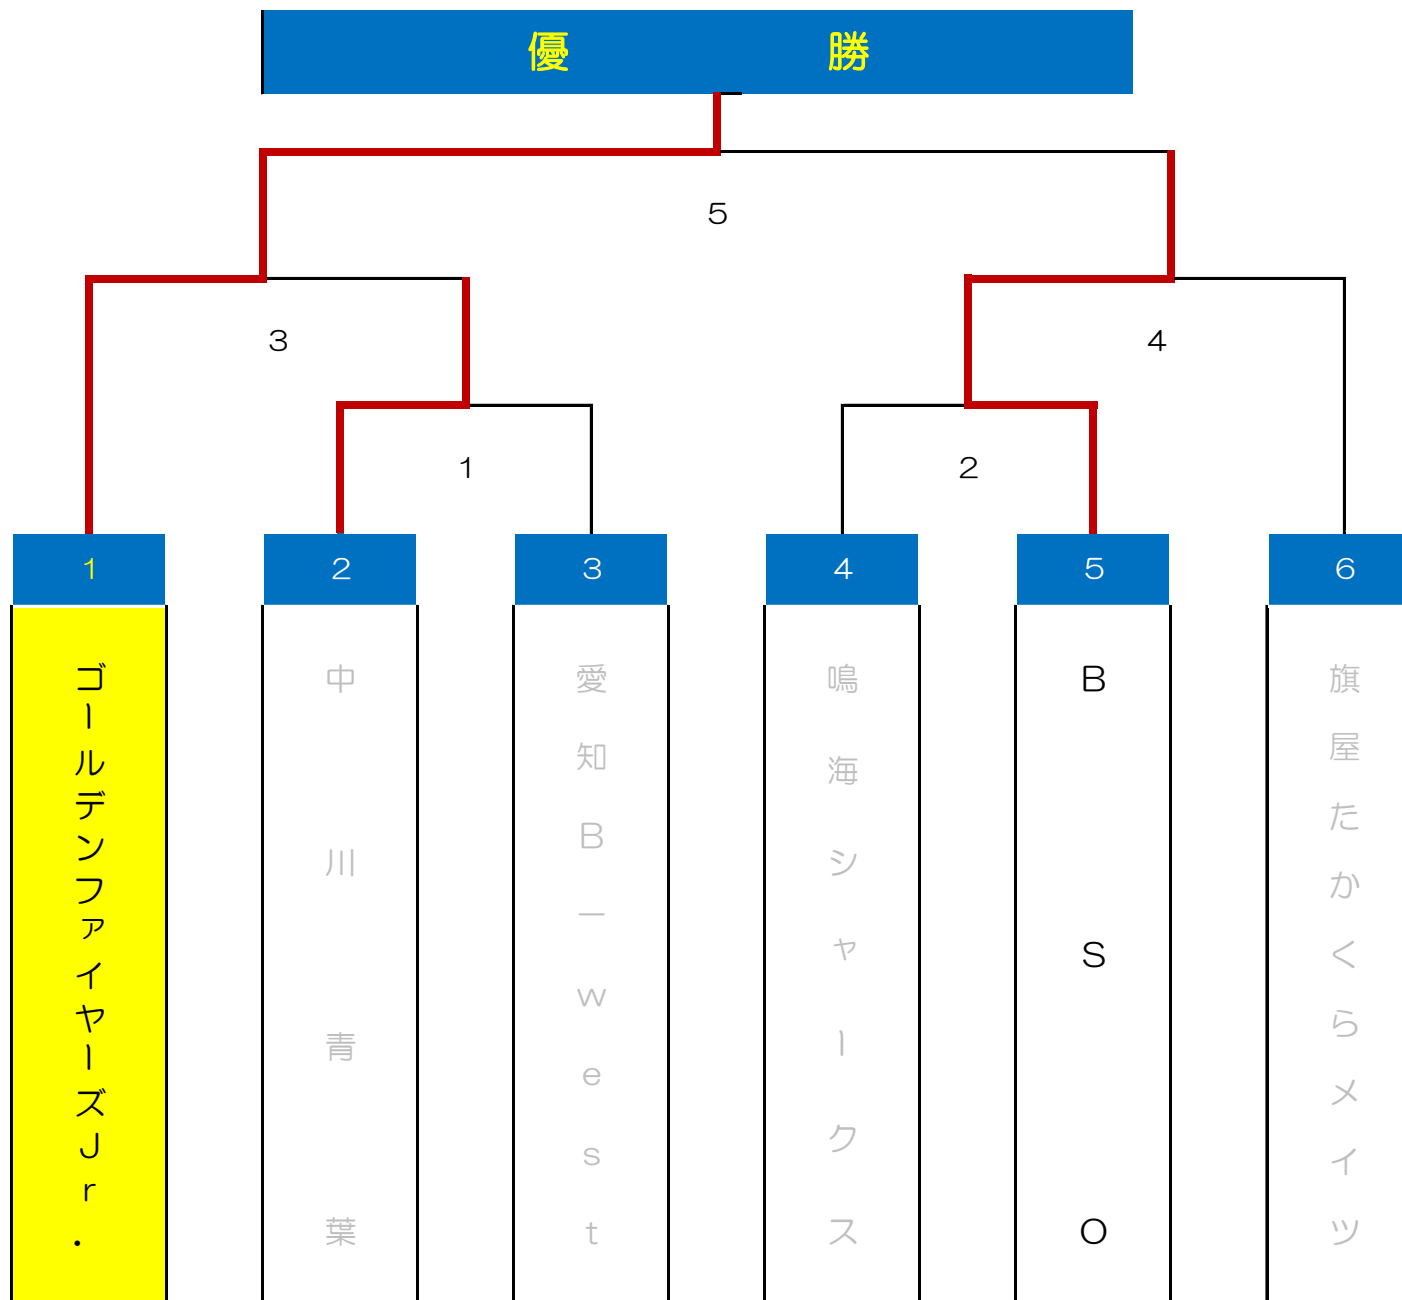 優勝
５
３
４
１
２
１
２
３
４
５
６
ゴールデンファイヤーズＪｒ．
中川青葉
愛知Ｂ－ｗｅｓｔ
鳴海シャークス
ＢＳＯ
旗屋たかくらメイツ